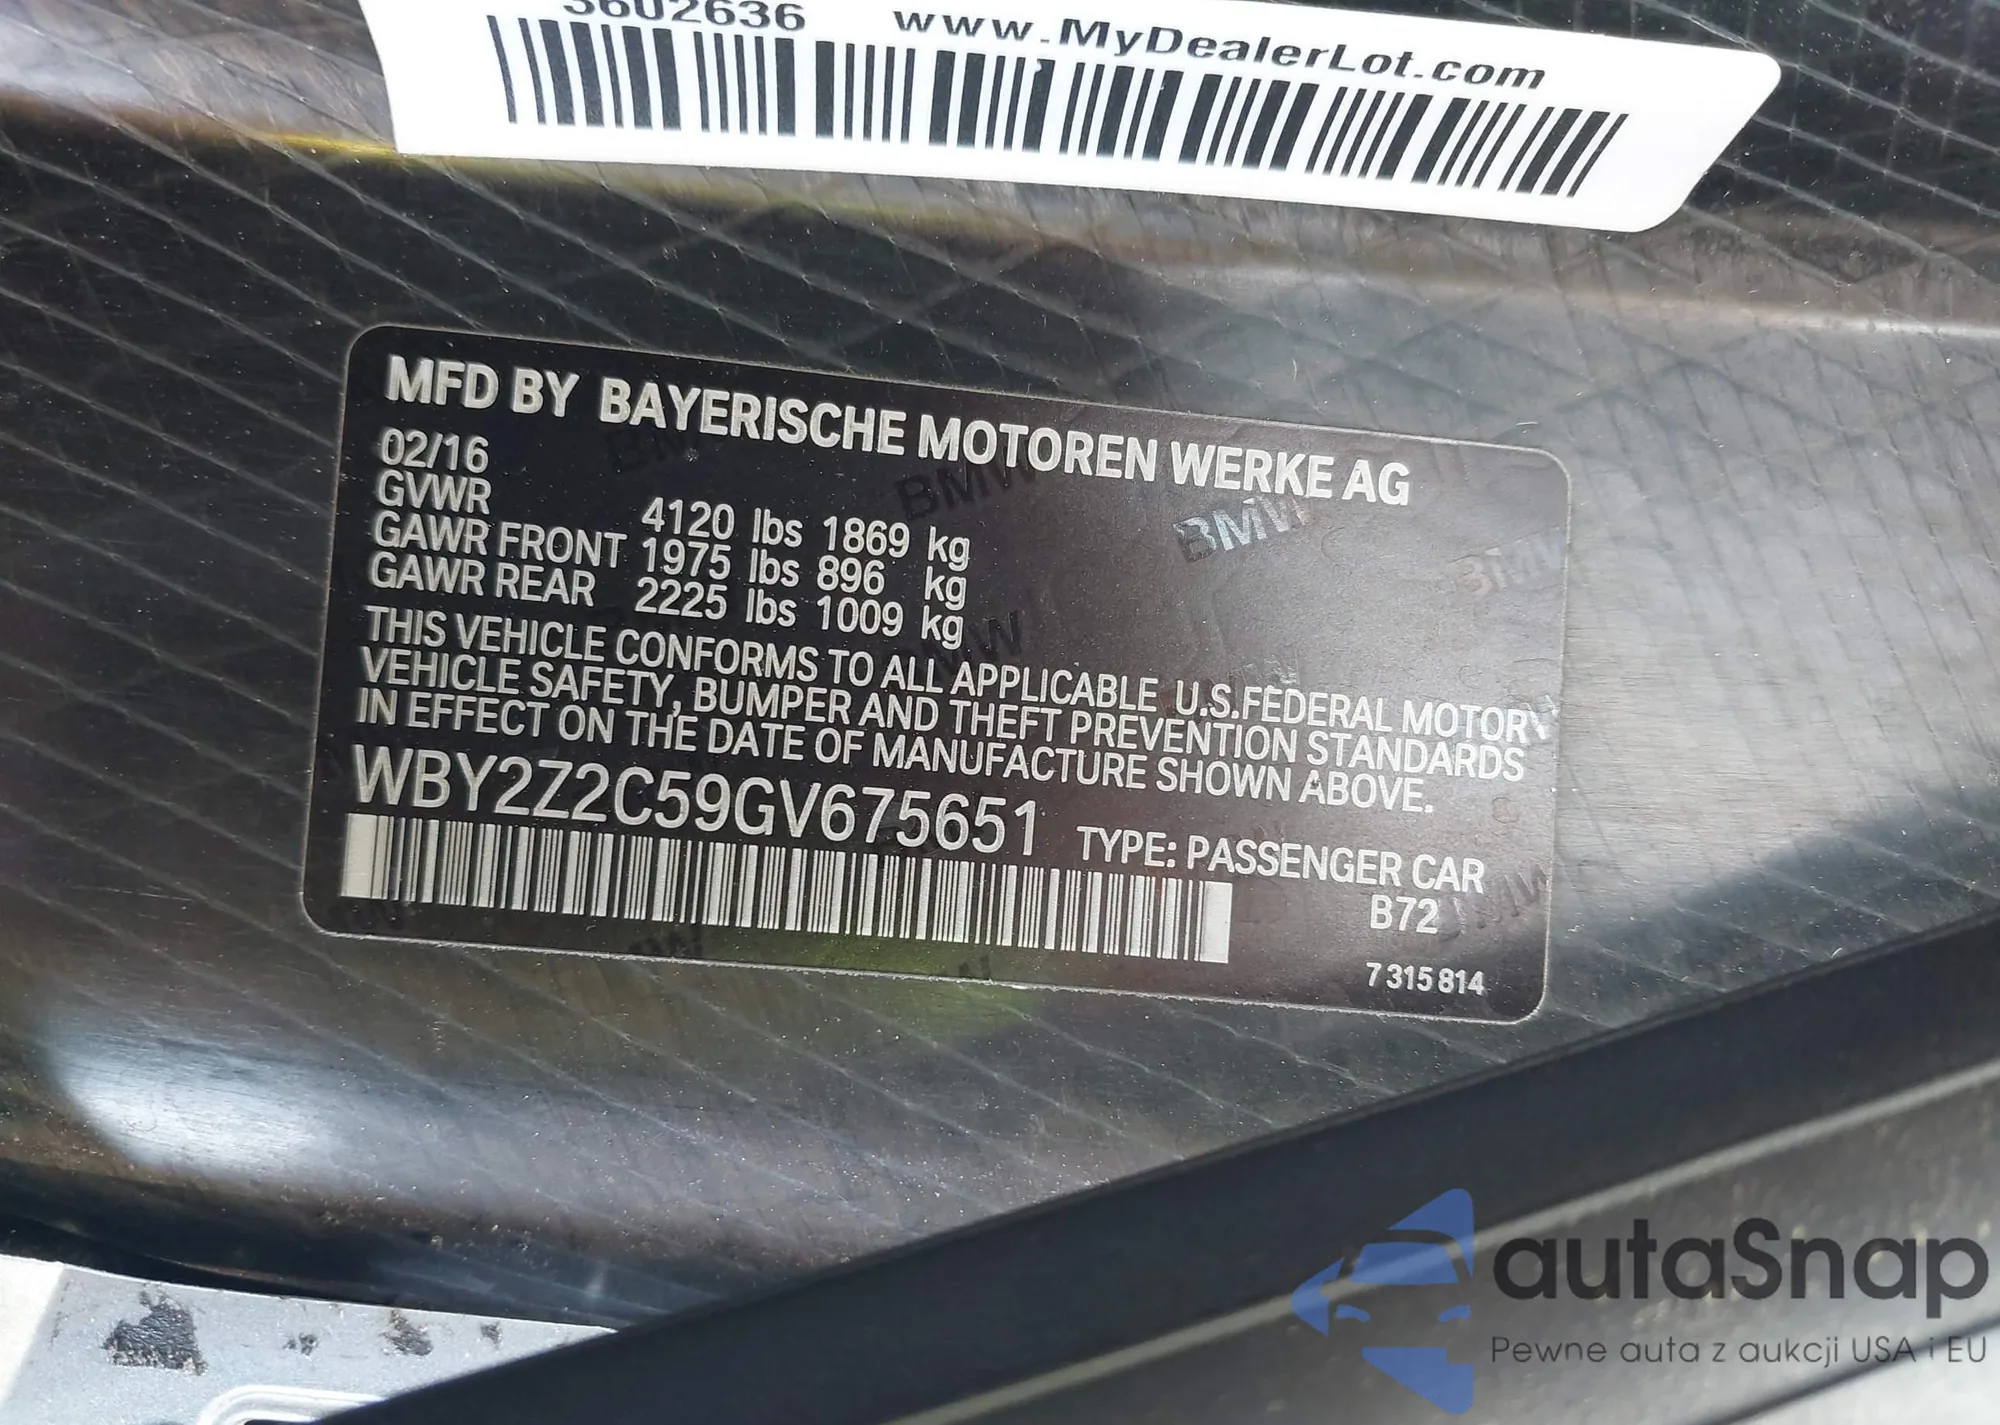 3602636 www.MyDealerLot.com
MFD BY BAYERISCHE MOTOREN WERKE AG
02/16
GVWR 4120 lbs 1869 kg
GAWR FRONT 1975 lbs 896 kg
GAWR REAR 2225 lbs 1009 kg
THIS VEHICLE CONFORMS TO ALL APPLICABLE U.S.FEDERAL MOTOR
VEHICLE SAFETY, BUMPER AND THEFT PREVENTION STANDARDS
IN EFFECT ON THE DATE OF MANUFACTURE SHOWN ABOVE.
WBY2Z2C59GV675651 TYPE: PASSENGER CAR
B72
7 315 814
autaSnap
Pewne auta z aukcji USA i EU